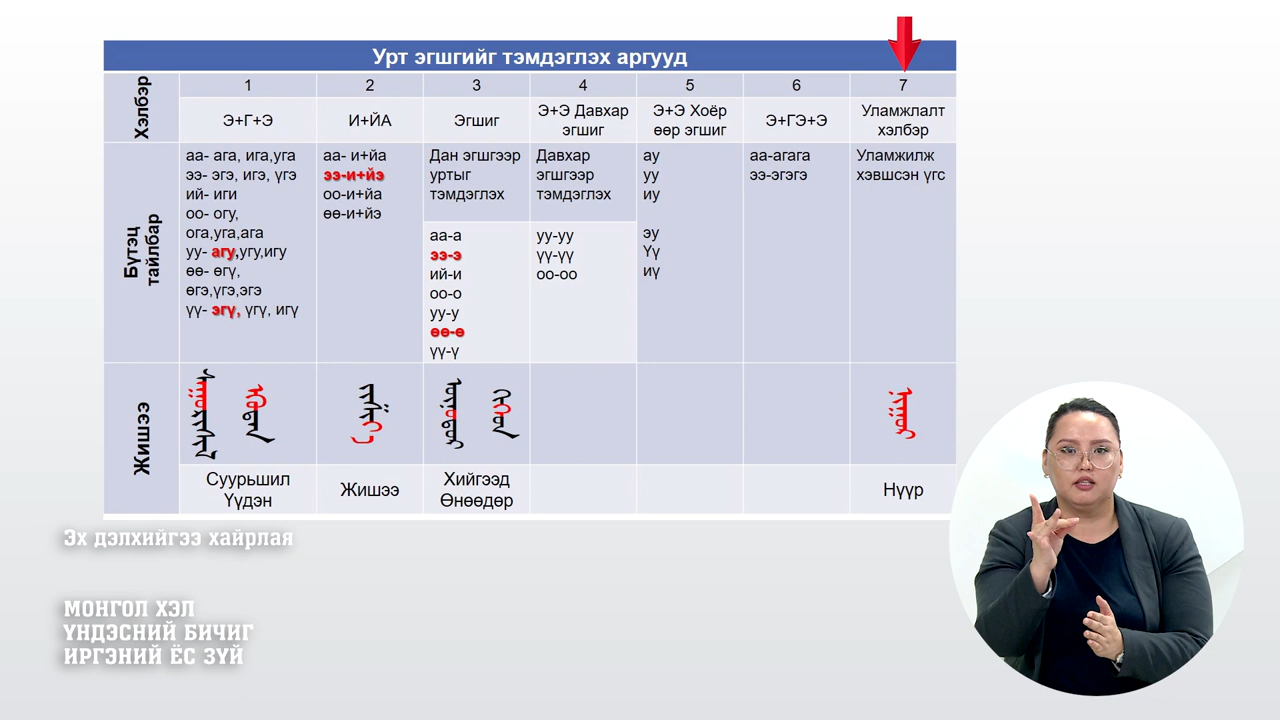 Урт эгшгийг тэмдэглэх аргууд
Хэлбэр
1
2
3
4
5
6
7
Э+Г+Э
И+ЙА
Эгшиг
Э+Э Давхар
эгшиг
Э+Э Хоёр
өөр эгшиг
Э+ГЭ+Э
Уламжлалт
хэлбэр
Бүтэц
тайлбар
аа- ага, ига,уга
ээ- эгэ, игэ, үгэ
ий- иги
оо- огу,
ога,уга,ага
уу- агу,угу,игу
өө- өгү,
өгэ,үгэ,эгэ
үү- эгү, үгү, игү
аа- и+йа
ээ-и+йэ
оо-и+йа
өө-и+йэ
Дан эгшгээр
уртыг
тэмдэглэх
аа-а
ээ-э
ий-и
оо-о
уу-у
өө-ө
үү-ү
Давхар
эгшгээр
тэмдэглэх
уу-уу
үү-үү
оо-оо
ау
уу
иу
эу
Үү
иү
аа-агага
ээ-эгэгэ
Уламжилж
хэвшсэн үгс
Жишээ
Суурьшил
Үүдэн
Жишээ
Хийгээд
Өнөөдөр
Нүүр
Эх дэлхийгээ хайрлая
МОНГОЛ ХЭЛ
ҮНДЭСНИЙ БИЧИГ
ИРГЭНИЙ ЁС ЗҮЙ